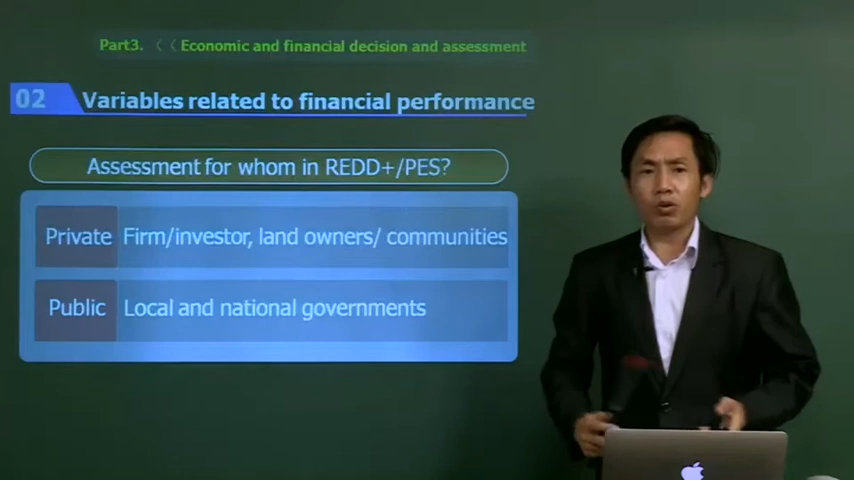 Part3. 《 Economic and financial decision and assessment
02 Variables related to financial performance
Assessment for whom in REDD+/PES?
Private Firm/investor, land owners/ communities
Public Local and national governments